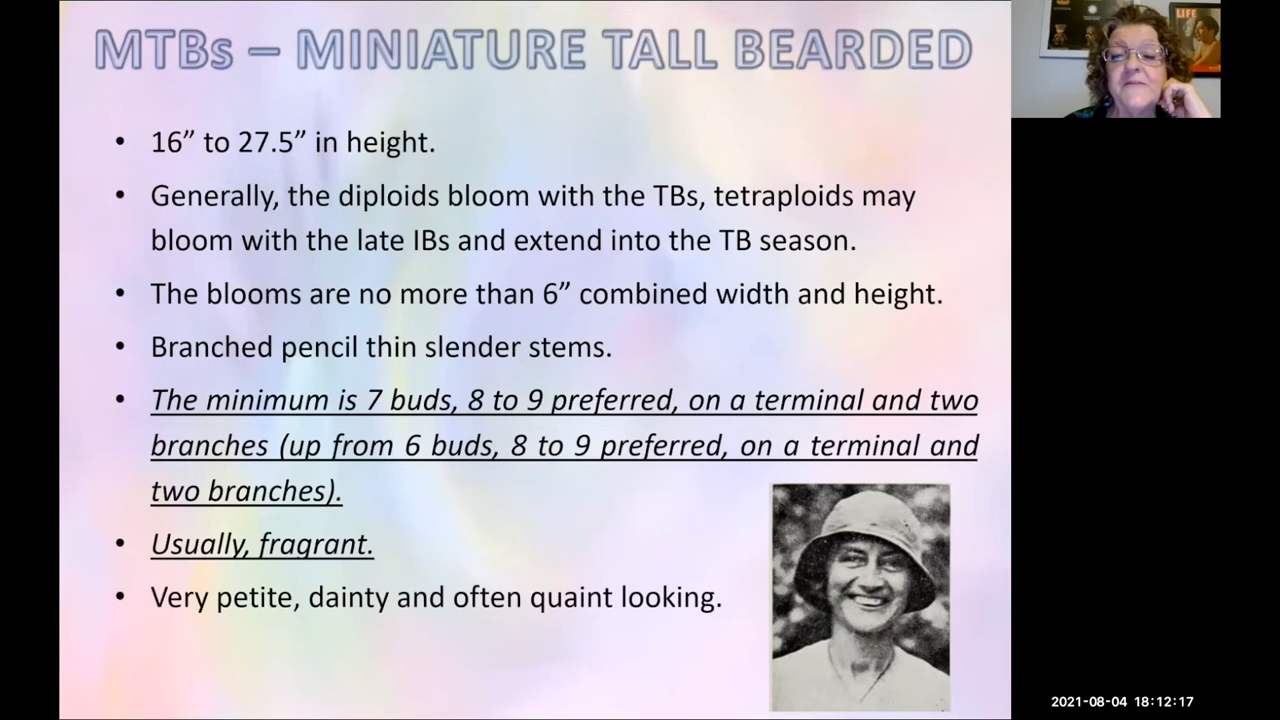 MTBs – MINIATURE TALL BEARDED
• 16” to 27.5” in height.
• Generally, the diploids bloom with the TBs, tetraploids may
bloom with the late IBs and extend into the TB season.
• The blooms are no more than 6” combined width and height.
• Branched pencil thin slender stems.
• The minimum is 7 buds, 8 to 9 preferred, on a terminal and two
branches (up from 6 buds, 8 to 9 preferred, on a terminal and
two branches).
• Usually, fragrant.
• Very petite, dainty and often quaint looking.
LIFE
2021-08-04 18:12:17